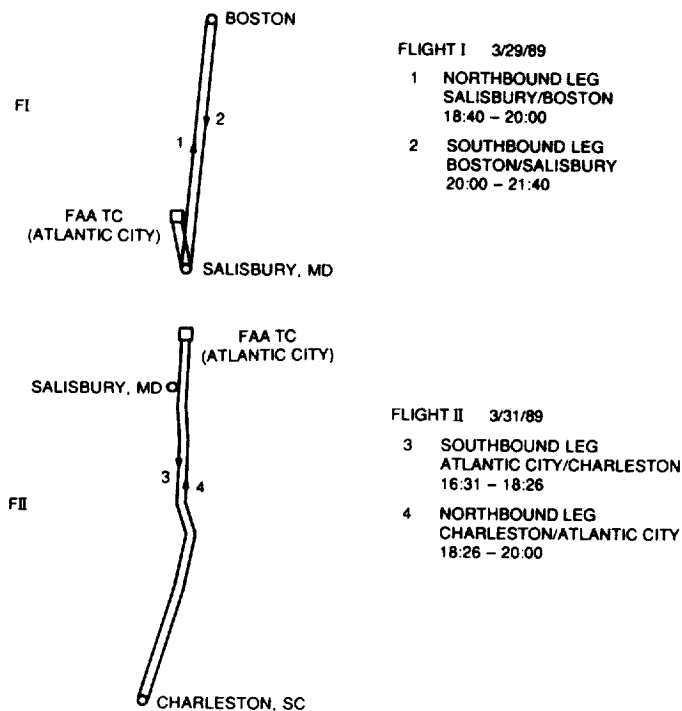 BOSTON
FI
1
2
FAA TC
(ATLANTIC CITY)
SALISBURY, MD
FLIGHT I 3/29/89
1 NORTHBOUND LEG
SALISBURY/BOSTON
18:40 – 20:00
2 SOUTHBOUND LEG
BOSTON/SALISBURY
20:00 – 21:40
FAA TC
(ATLANTIC CITY)
SALISBURY, MD
3
4
FII
CHARLESTON, SC
FLIGHT II 3/31/89
3 SOUTHBOUND LEG
ATLANTIC CITY/CHARLESTON
16:31 – 18:26
4 NORTHBOUND LEG
CHARLESTON/ATLANTIC CITY
18:26 – 20:00